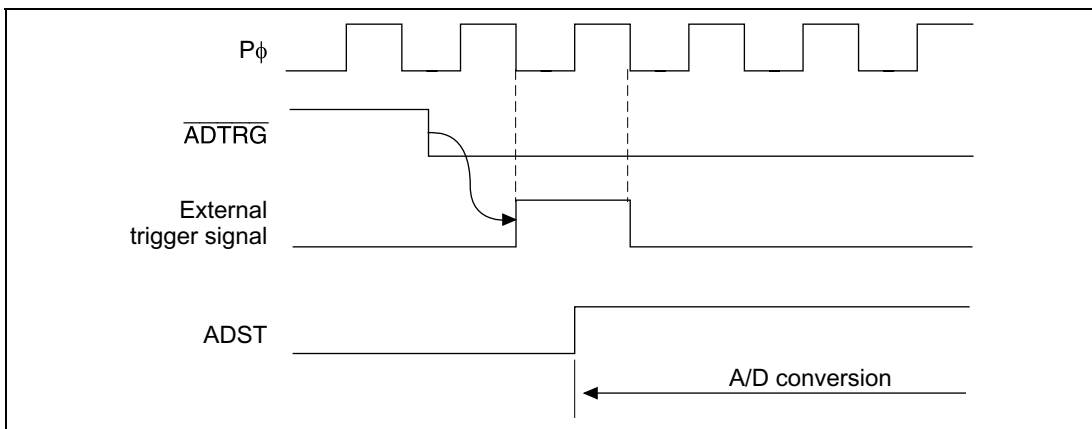 Pϕ
ADTRG
External
trigger signal
ADST
A/D conversion